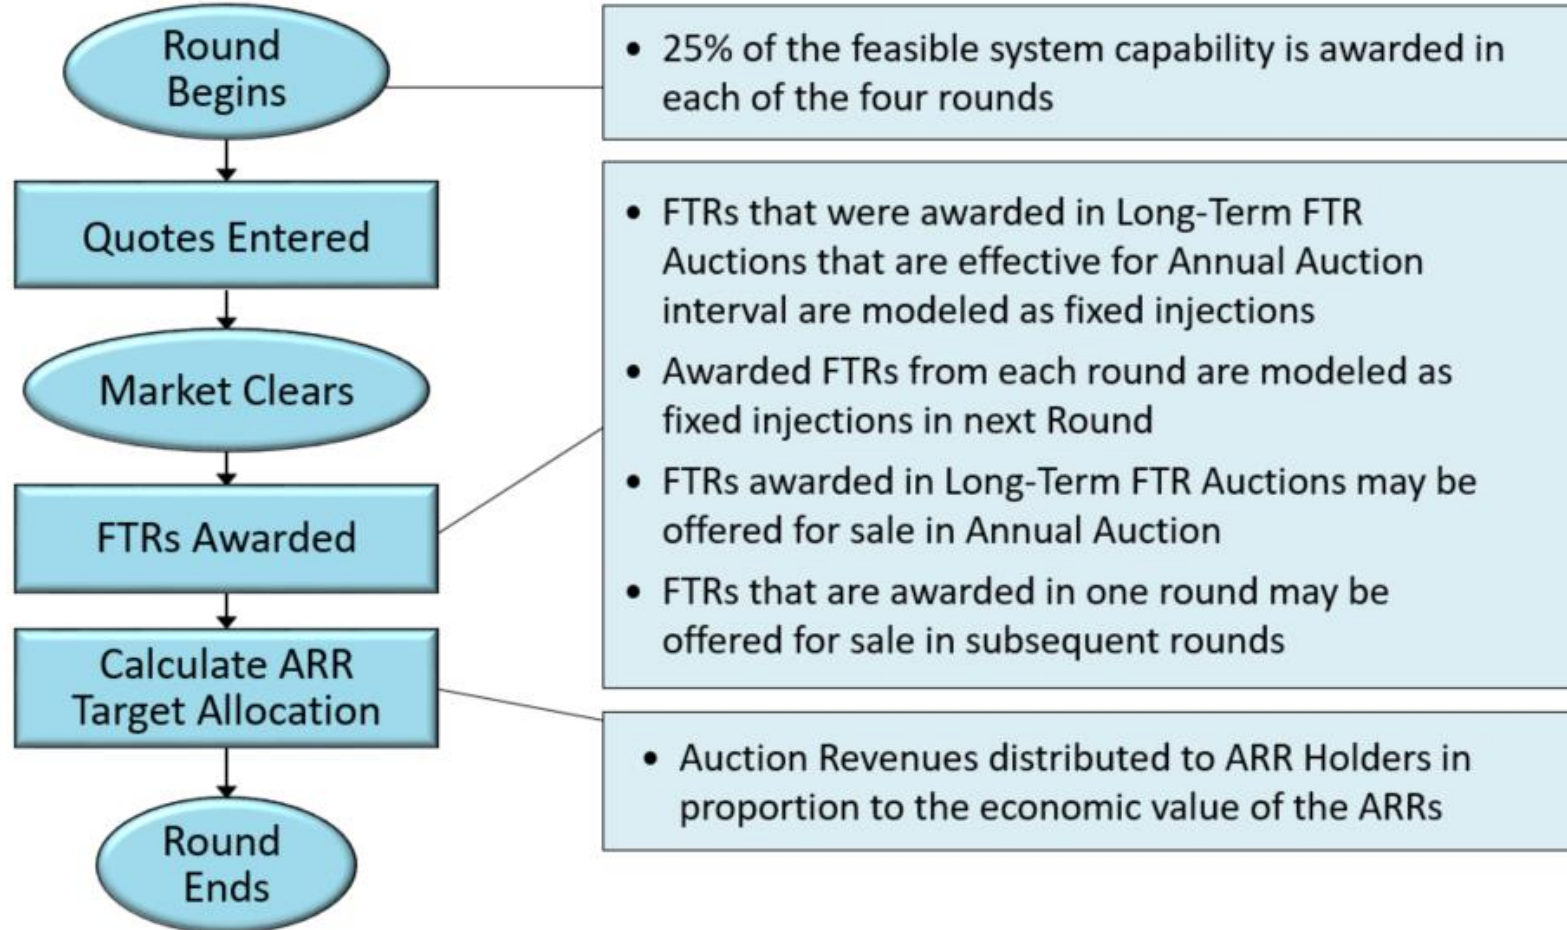 Round
Begins
• 25% of the feasible system capability is awarded in
each of the four rounds
Quotes Entered
Market Clears
FTRs Awarded
• FTRs that were awarded in Long-Term FTR
Auctions that are effective for Annual Auction
interval are modeled as fixed injections
• Awarded FTRs from each round are modeled as
fixed injections in next Round
• FTRs awarded in Long-Term FTR Auctions may be
offered for sale in Annual Auction
• FTRs that are awarded in one round may be
offered for sale in subsequent rounds
Calculate ARR
Target Allocation
• Auction Revenues distributed to ARR Holders in
proportion to the economic value of the ARRs
Round
Ends